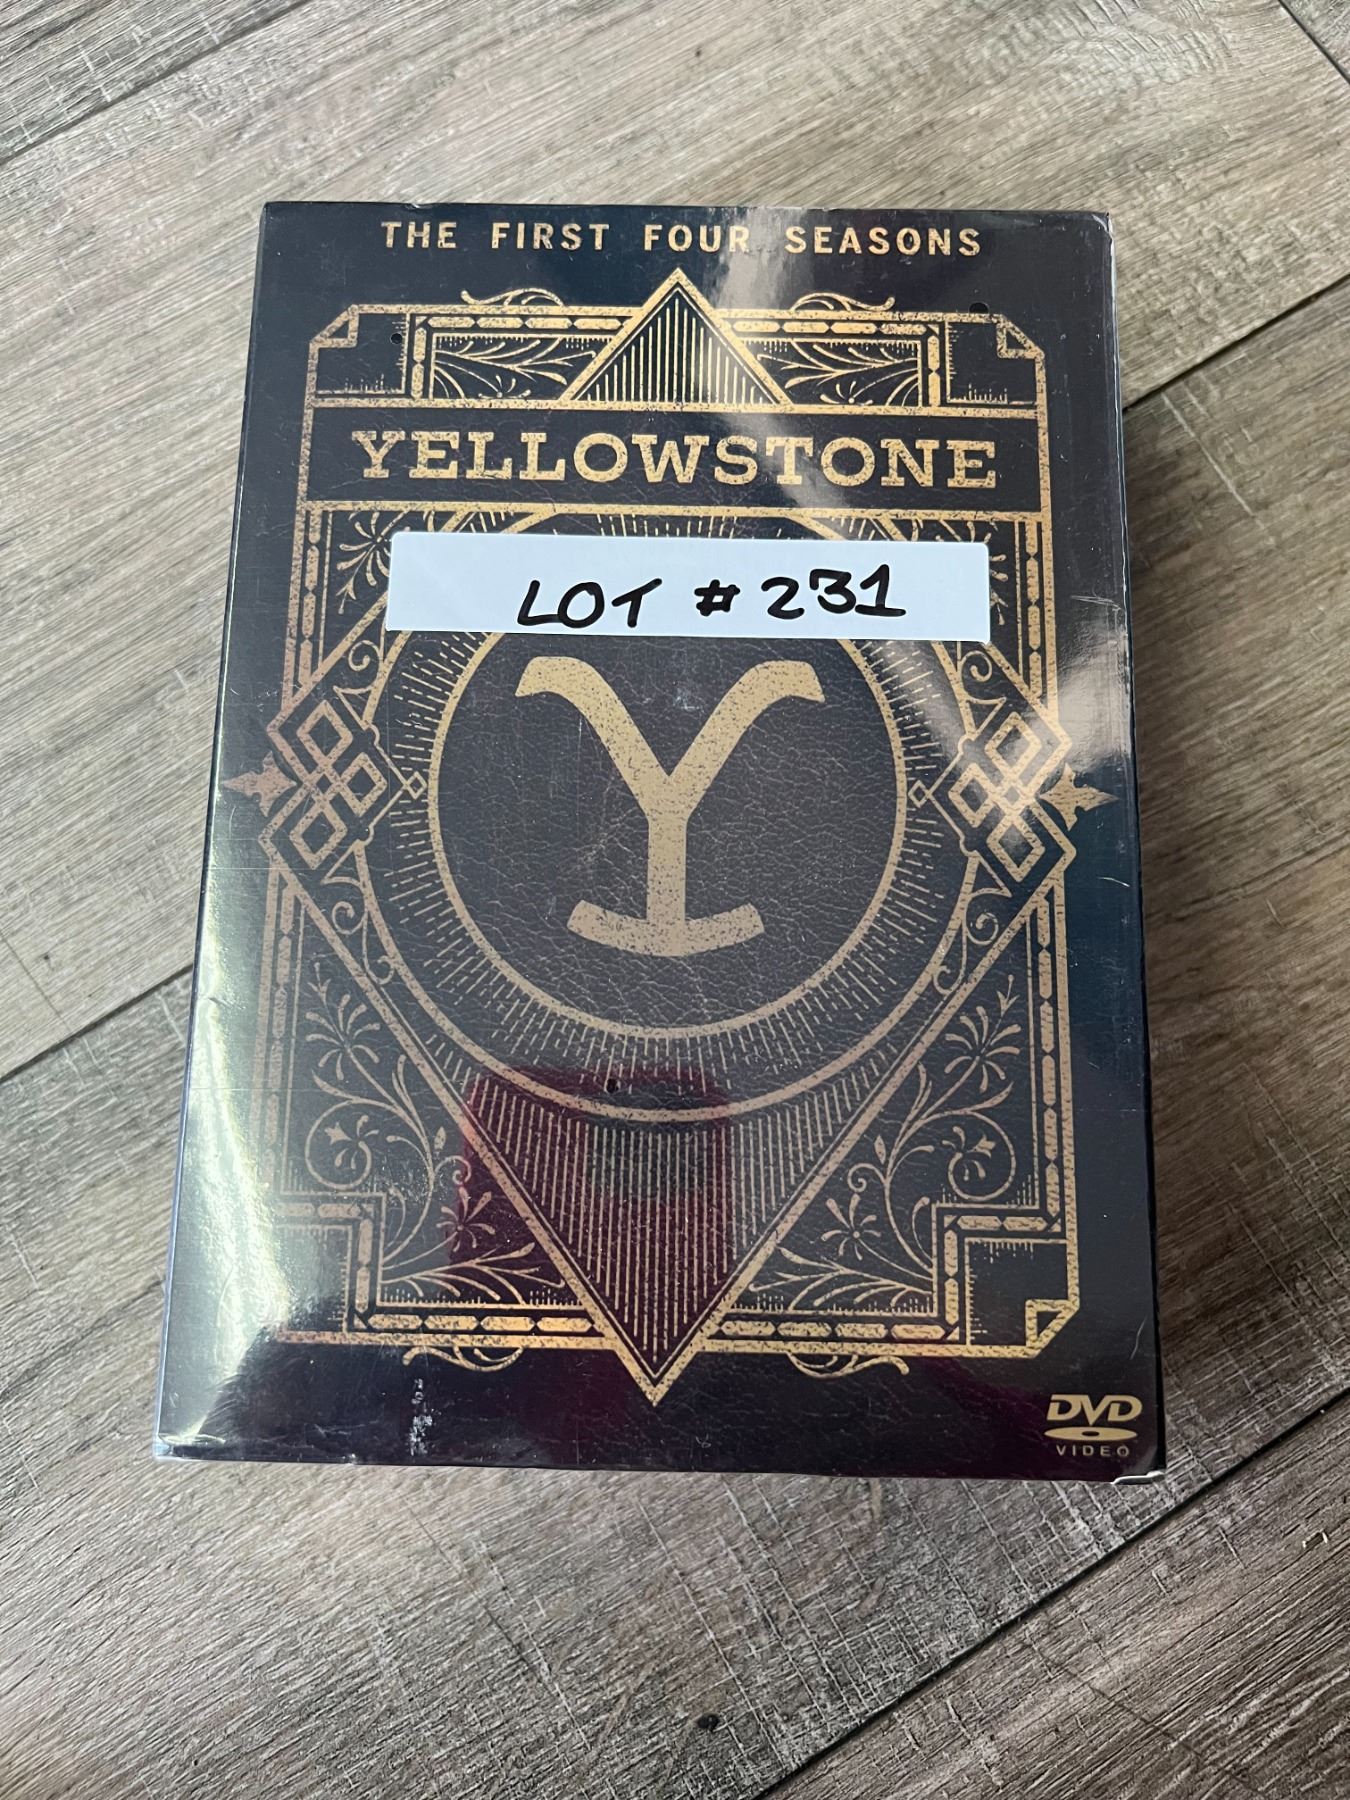 THE FIRST FOUR SEASONS
YELLOWSTONE
LOT # 231
Y
DVD
VIDEO